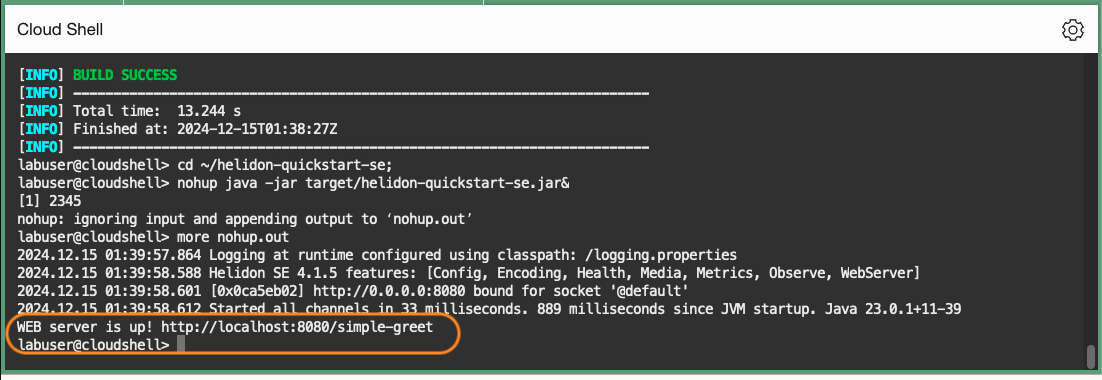 Cloud Shell
[INFO] BUILD SUCCESS
[INFO] ------------------------------------------------------------------------
[INFO] Total time:  13.244 s
[INFO] Finished at: 2024-12-15T01:38:27Z
[INFO] ------------------------------------------------------------------------
labuser@cloudshell> cd ~/helidon-quickstart-se;
labuser@cloudshell> nohup java -jar target/helidon-quickstart-se.jar&
[1] 2345
nohup: ignoring input and appending output to ‘nohup.out’
labuser@cloudshell> more nohup.out
2024.12.15 01:39:57.864 Logging at runtime configured using classpath: /logging.properties
2024.12.15 01:39:58.588 Helidon SE 4.1.5 features: [Config, Encoding, Health, Media, Metrics, Observe, WebServer]
2024.12.15 01:39:58.601 [0x0ca5eb02] http://0.0.0.0:8080 bound for socket '@default'
2024.12.15 01:39:58.612 Started all channels in 33 milliseconds. 889 milliseconds since JVM startup. Java 23.0.1+11-39
WEB server is up! http://localhost:8080/simple-greet
labuser@cloudshell>